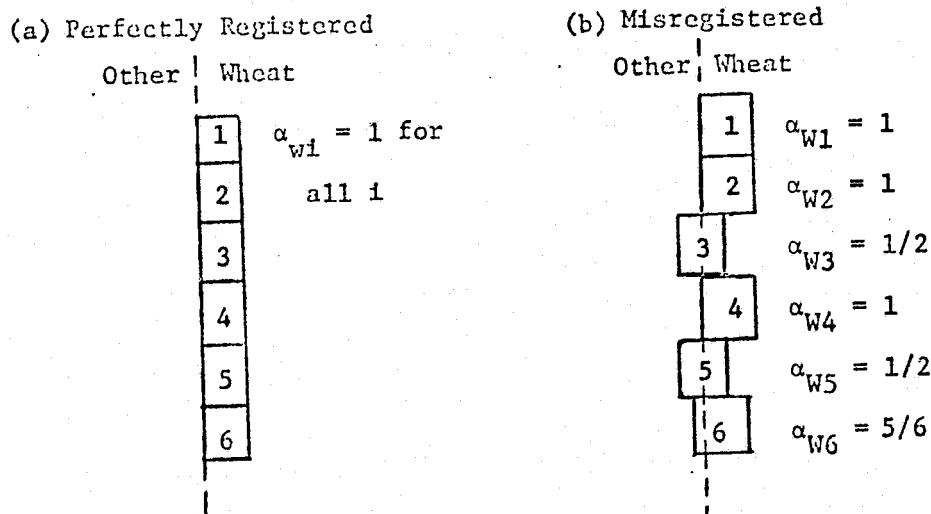 (a) Perfectly Registered
Other Wheat
1 α_wi = 1 for
2 all i
3
4
5
6
(b) Misregistered
Other Wheat
1 α_W1 = 1
2 α_W2 = 1
3 α_W3 = 1/2
4 α_W4 = 1
5 α_W5 = 1/2
6 α_W6 = 5/6